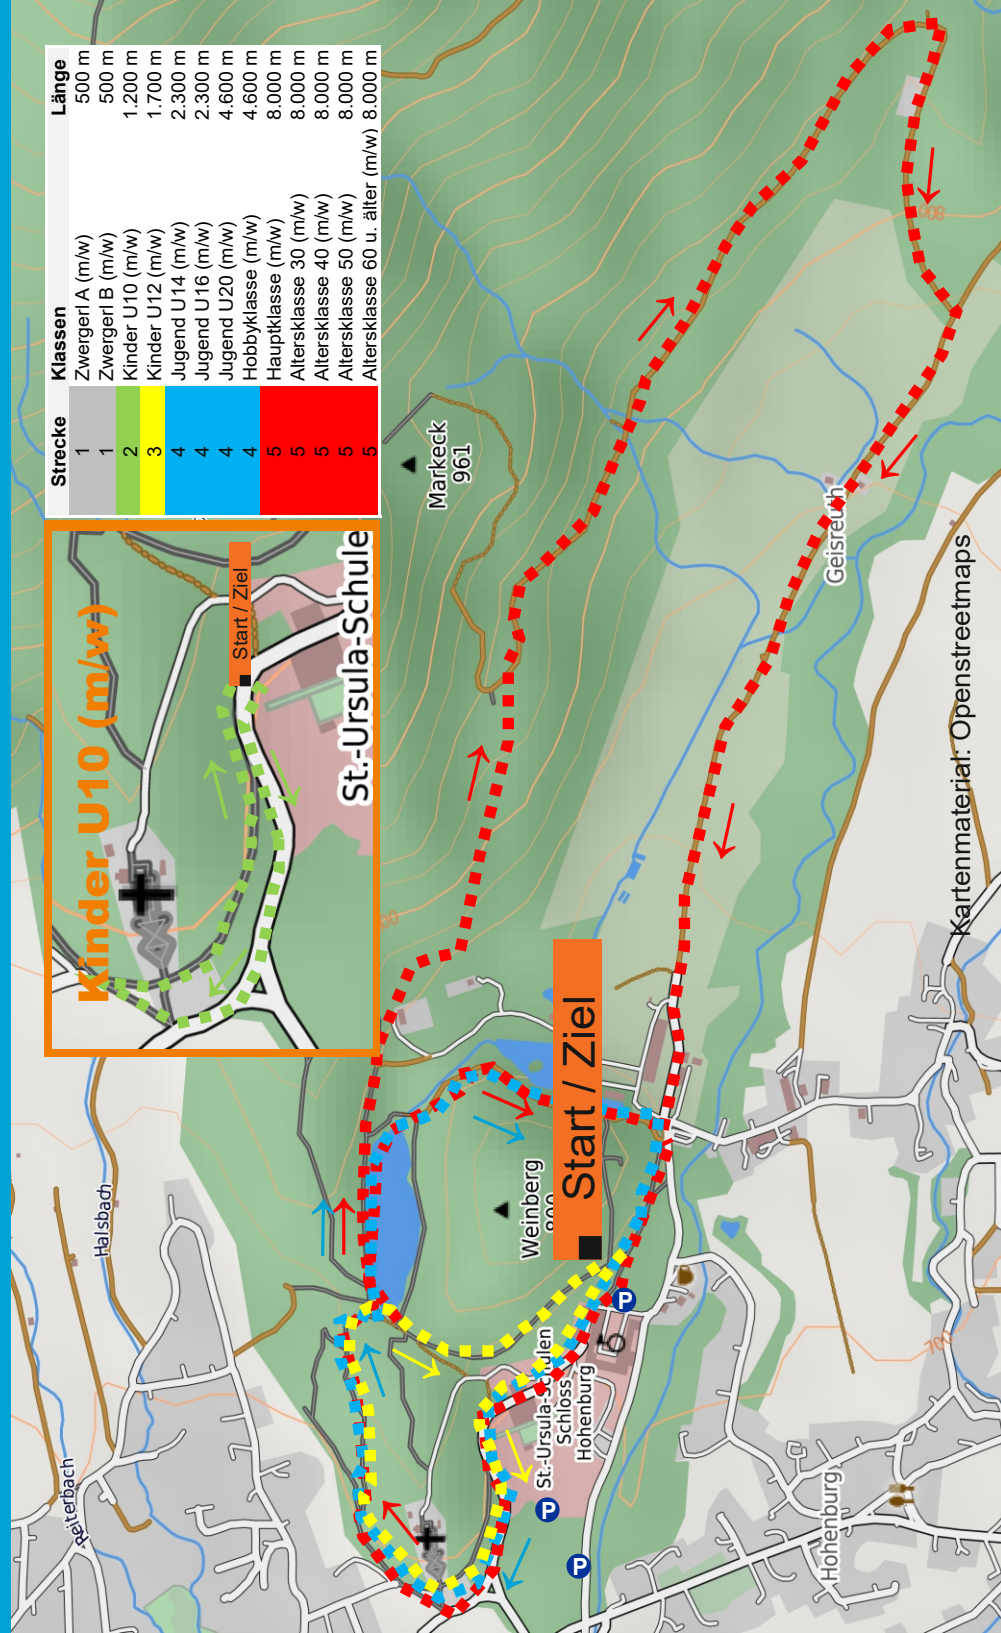 Strecke Klassen Länge
1 Zwergerl A (m/w) 500 m
1 Zwergerl B (m/w) 500 m
2 Kinder U10 (m/w) 1.200 m
3 Kinder U12 (m/w) 1.700 m
4 Jugend U14 (m/w) 2.300 m
4 Jugend U16 (m/w) 2.300 m
4 Jugend U20 (m/w) 4.600 m
4 Hobbyklasse (m/w) 4.600 m
5 Hauptklasse (m/w) 8.000 m
5 Altersklasse 30 (m/w) 8.000 m
5 Altersklasse 40 (m/w) 8.000 m
5 Altersklasse 50 (m/w) 8.000 m
5 Altersklasse 60 u. älter (m/w) 8.000 m
Kinder U10 (m/w)
Start / Ziel
St.-Ursula-Schule
Markeck
961
Halsbach
Reiterbach
Weinberg
Start / Ziel
St.-Ursula-Schulen
Schloss
Hohenburg
P
P
P
Geisreuth
800
700
Hohenburg
Kartenmaterial: Openstreetmaps